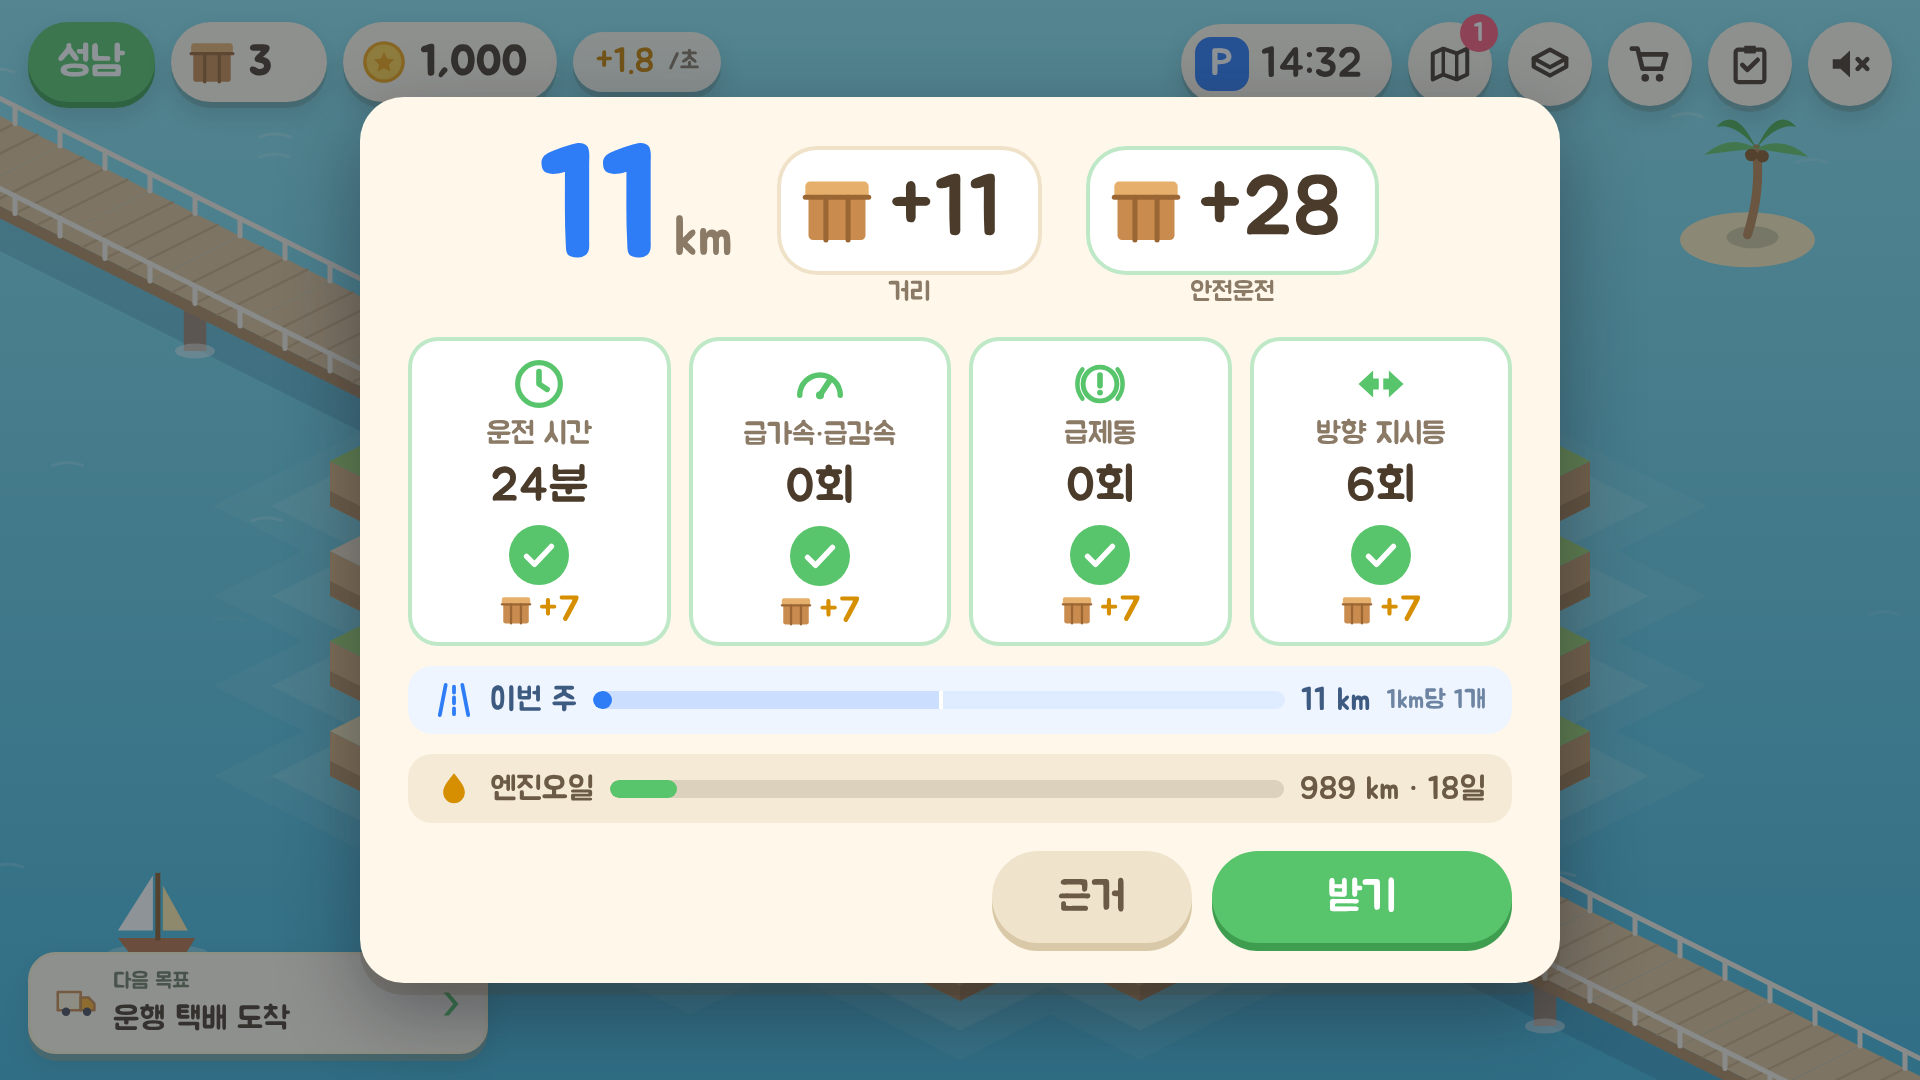 성남
3
1,000
+1.8 /초
P 14:32
1
11 km
+11
거리
+28
안전운전
운전 시간
24분
+7
급가속·급감속
0회
+7
급제동
0회
+7
방향 지시등
6회
+7
이번 주
11 km 1km당 1개
엔진오일
989 km · 18일
근거
받기
다음 목표
운행 택배 도착